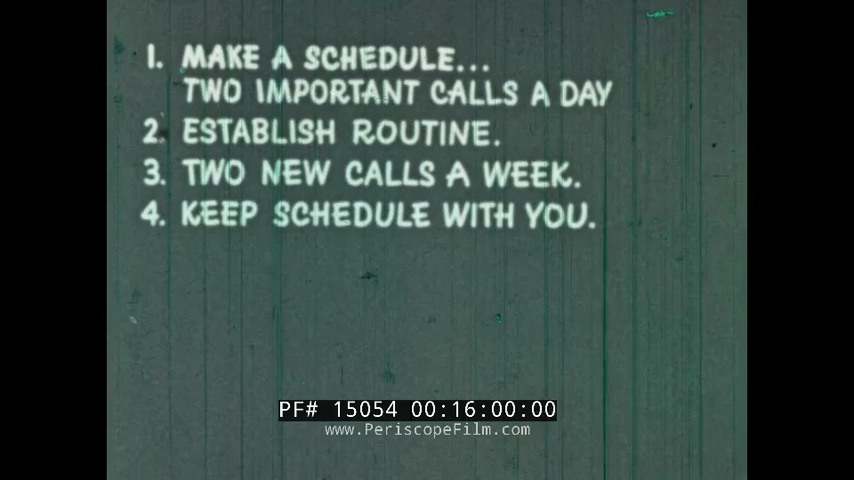 1. MAKE A SCHEDULE...
TWO IMPORTANT CALLS A DAY
2. ESTABLISH ROUTINE.
3. TWO NEW CALLS A WEEK.
4. KEEP SCHEDULE WITH YOU.
PF# 15054 00:16:00:00
www.PeriscopeFilm.com